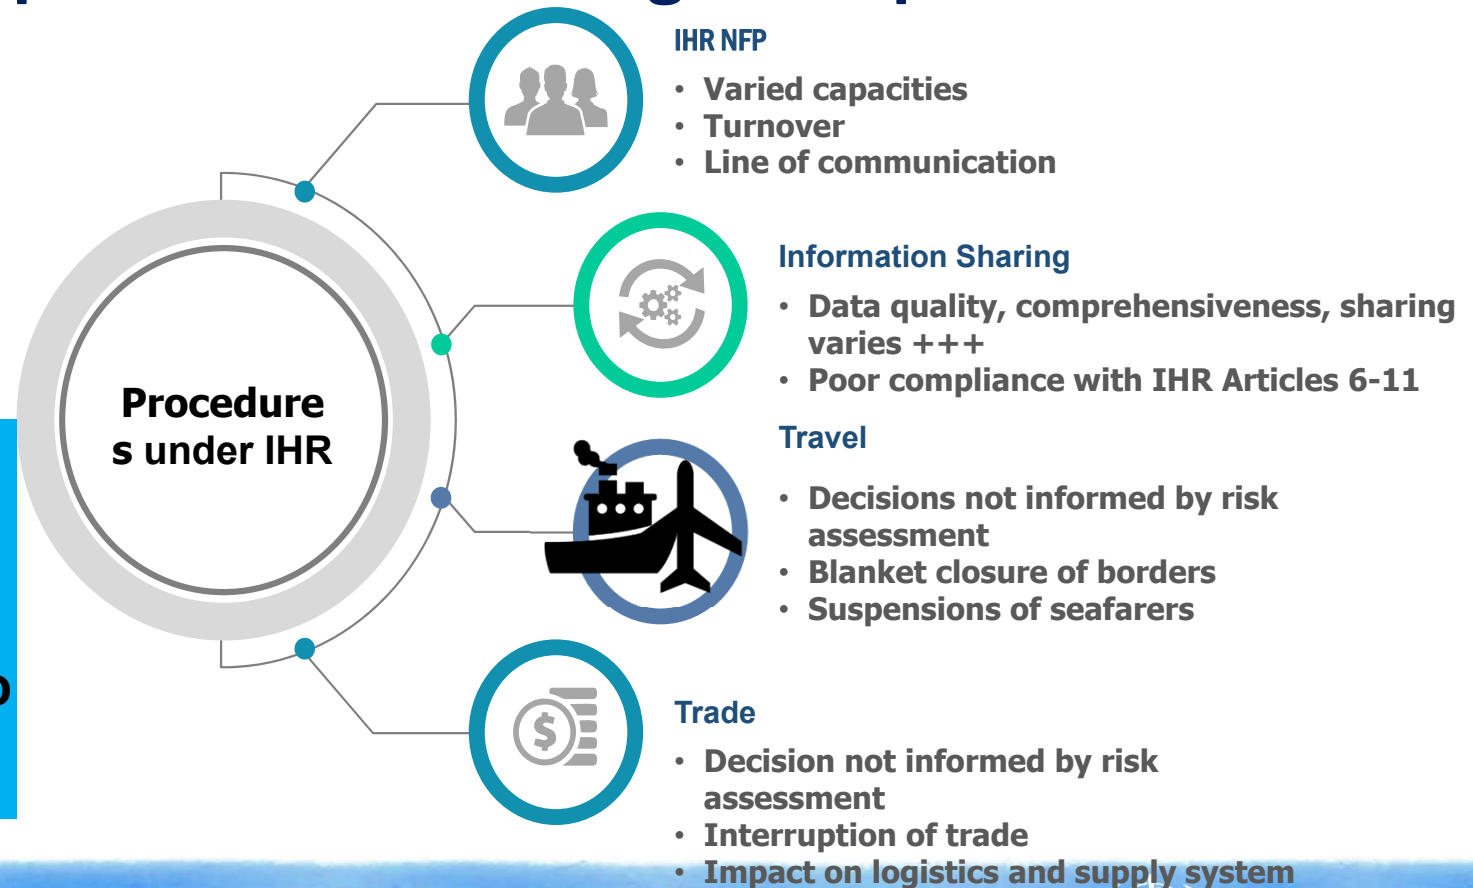 IHR NFP
• Varied capacities
• Turnover
• Line of communication
Information Sharing
• Data quality, comprehensiveness, sharing
varies +++
• Poor compliance with IHR Articles 6-11
Procedure
s under IHR
Travel
• Decisions not informed by risk
assessment
• Blanket closure of borders
• Suspensions of seafarers
$
Trade
• Decision not informed by risk
assessment
• Interruption of trade
• Impact on logistics and supply system